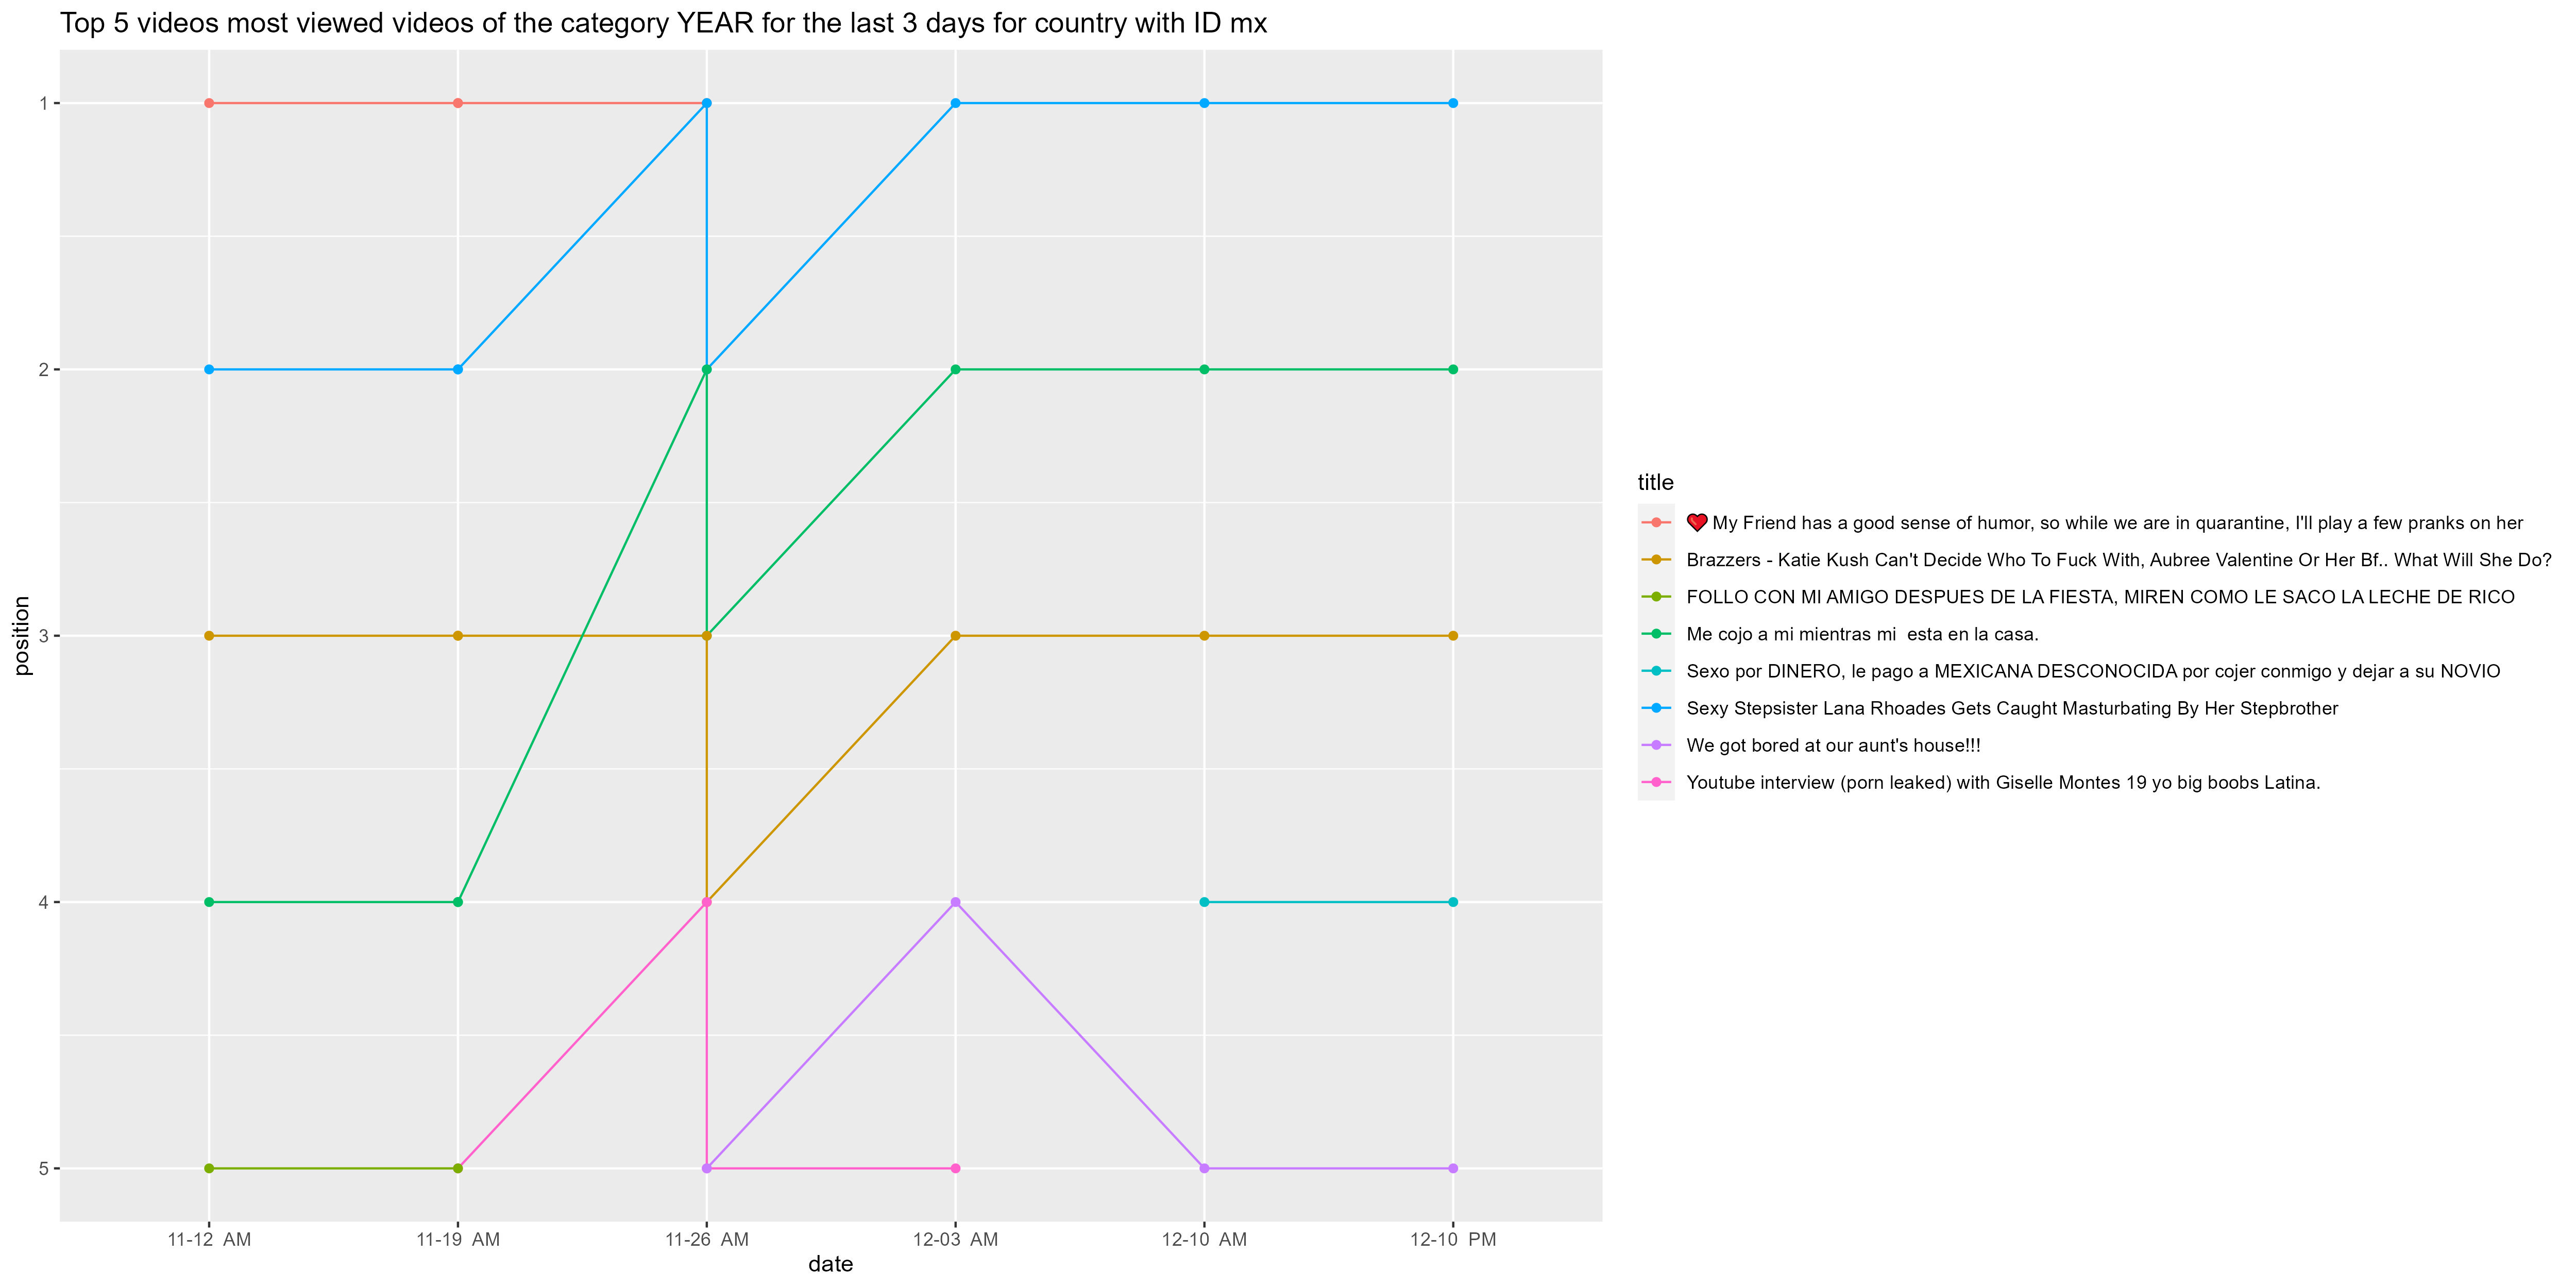 Top 5 videos most viewed videos of the category YEAR for the last 3 days for country with ID mx
position
1
2
3
4
5
11-12 AM
11-19 AM
11-26 AM
12-03 AM
12-10 AM
12-10 PM
date
title
❤️ My Friend has a good sense of humor, so while we are in quarantine, I'll play a few pranks on her
Brazzers - Katie Kush Can't Decide Who To Fuck With, Aubree Valentine Or Her Bf.. What Will She Do?
FOLLO CON MI AMIGO DESPUES DE LA FIESTA, MIREN COMO LE SACO LA LECHE DE RICO
Me cojo a mi mientras mi  esta en la casa.
Sexo por DINERO, le pago a MEXICANA DESCONOCIDA por cojer conmigo y dejar a su NOVIO
Sexy Stepsister Lana Rhoades Gets Caught Masturbating By Her Stepbrother
We got bored at our aunt's house!!!
Youtube interview (porn leaked) with Giselle Montes 19 yo big boobs Latina.